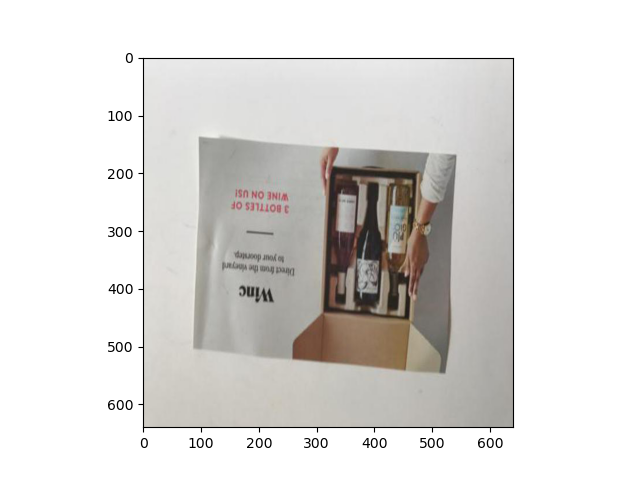 0
100
200
300
400
500
600
Winc
Direct from the vineyard
to your doorstep.
3 BOTTLES OF
WINE ON US!
0 100 200 300 400 500 600